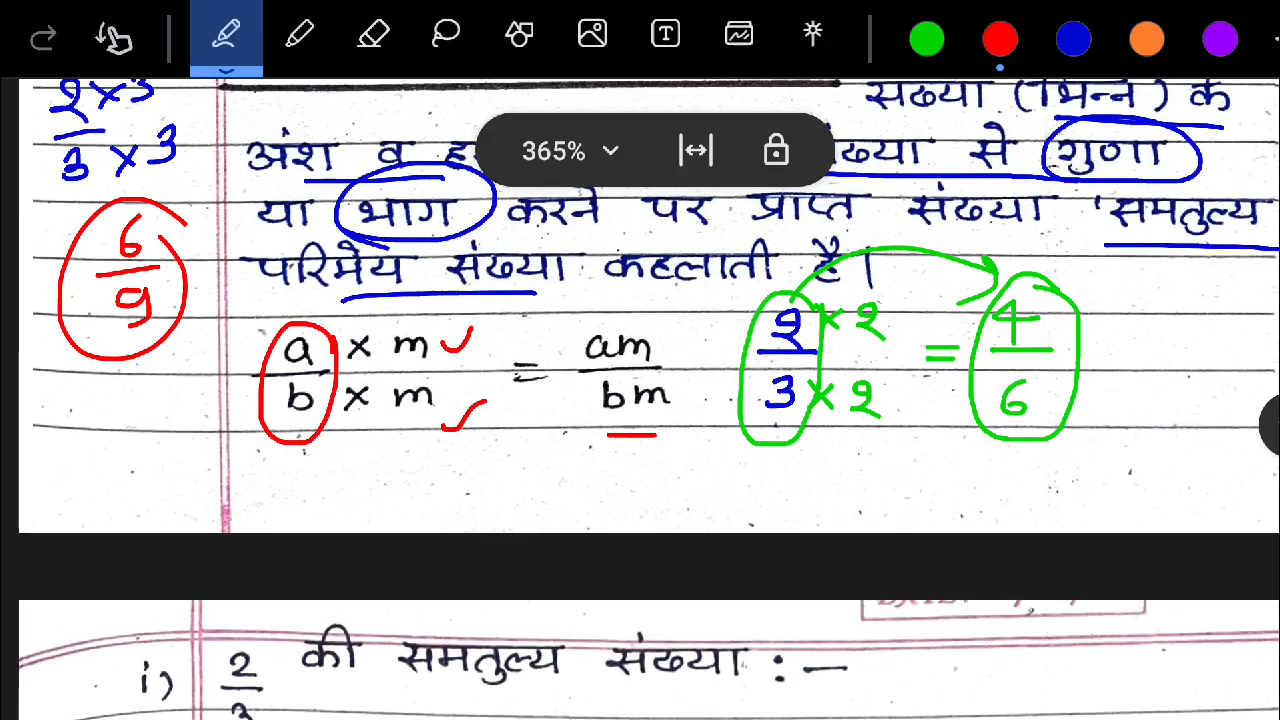 2 × 3
3 × 3
6
9
संख्या (भिन्न) के
अंश व संख्या से गुणा
365%
या भाग करने पर प्राप्त संख्या 'समतुल्य
परिमेय संख्या कहलाती है।
a × m = am 2 × 2 = 4
b × m bm 3 × 2 6
i) 2 की समतुल्य संख्या :—
3